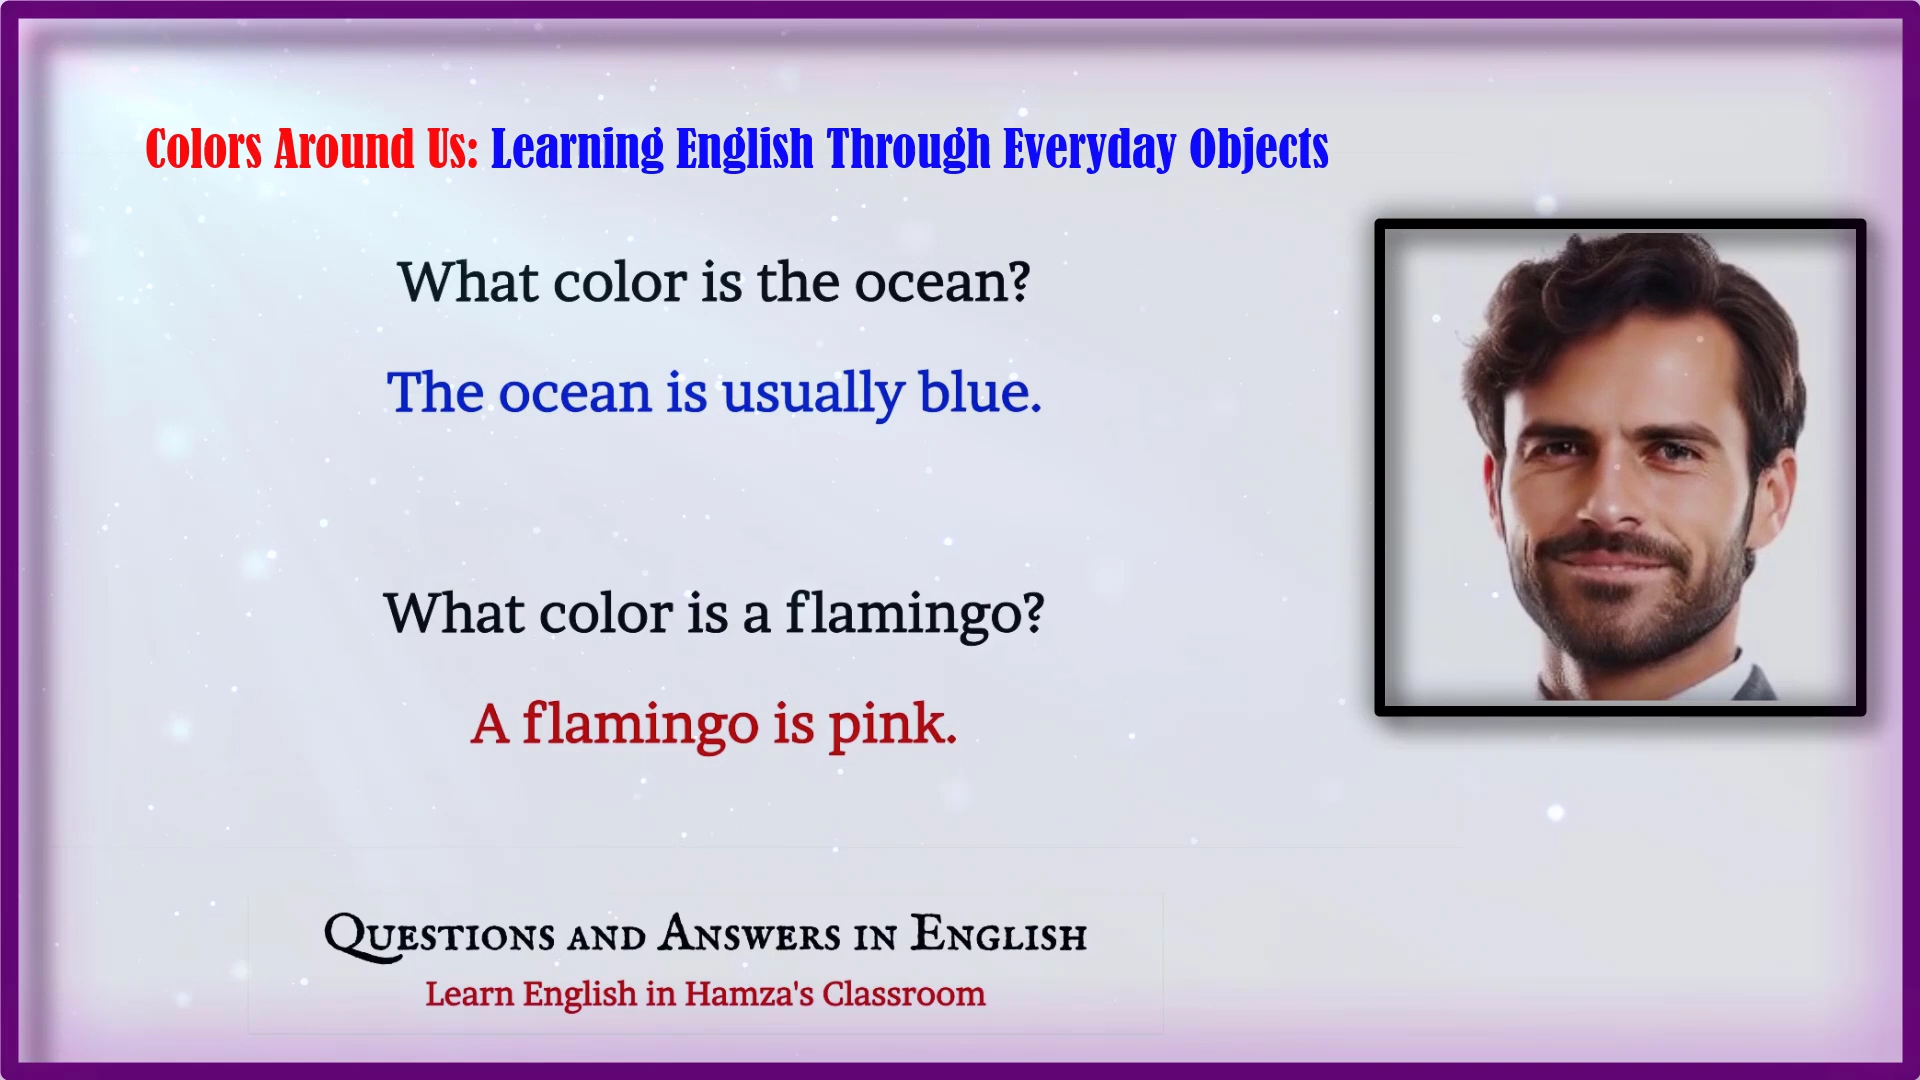 Colors Around Us: Learning English Through Everyday Objects
What color is the ocean?
The ocean is usually blue.
What color is a flamingo?
A flamingo is pink.
Questions and Answers in English
Learn English in Hamza's Classroom